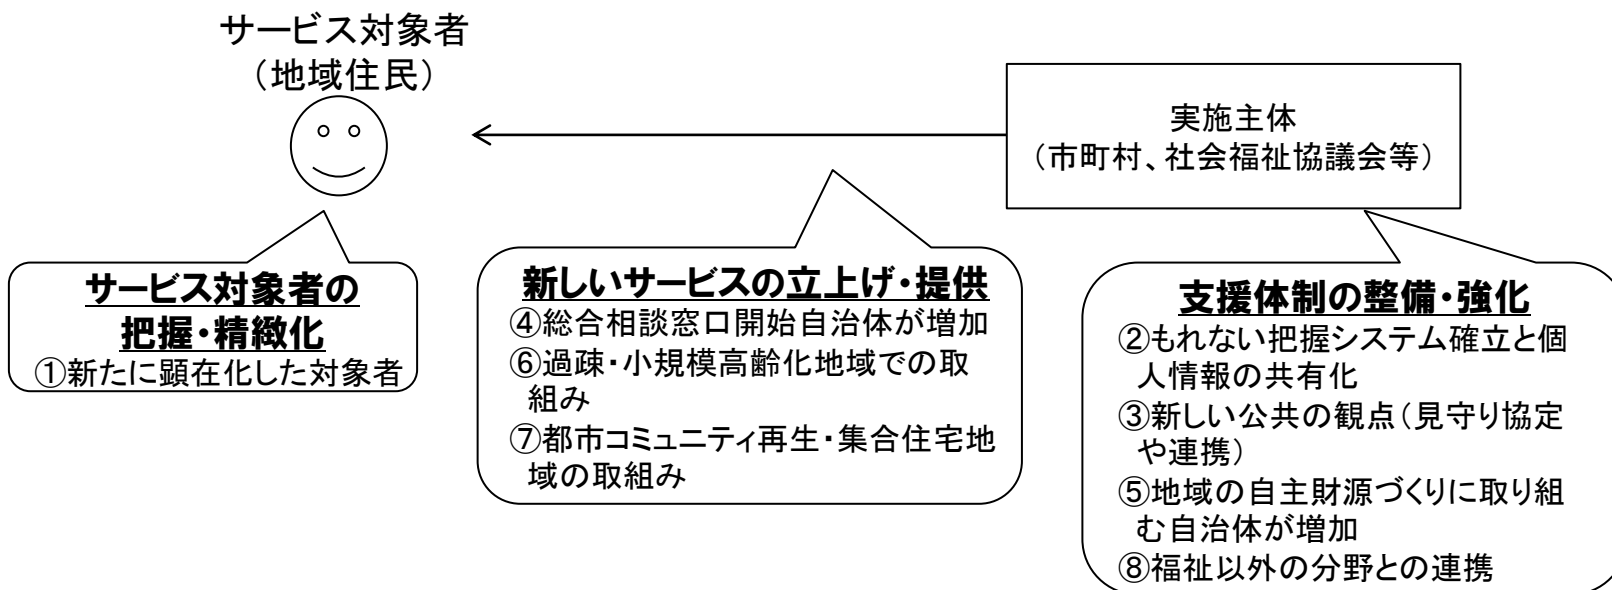 サービス対象者
（地域住民）
実施主体
（市町村、社会福祉協議会等）
サービス対象者の
把握・精緻化
①新たに顕在化した対象者
新しいサービスの立上げ・提供
④総合相談窓口開始自治体が増加
⑥過疎・小規模高齢化地域での取
組み
⑦都市コミュニティ再生・集合住宅地
域の取組み
支援体制の整備・強化
②もれない把握システム確立と個
人情報の共有化
③新しい公共の観点（見守り協定
や連携）
⑤地域の自主財源づくりに取り組
む自治体が増加
⑧福祉以外の分野との連携